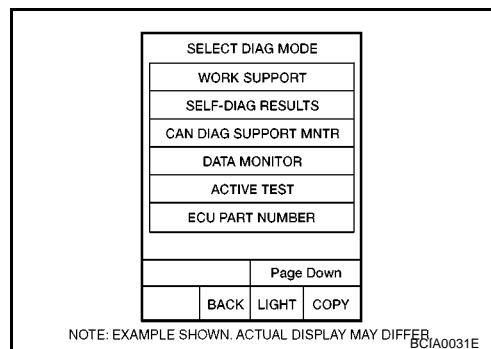 SELECT DIAG MODE
WORK SUPPORT
SELF-DIAG RESULTS
CAN DIAG SUPPORT MNTR
DATA MONITOR
ACTIVE TEST
ECU PART NUMBER
Page Down
BACK LIGHT COPY
NOTE: EXAMPLE SHOWN. ACTUAL DISPLAY MAY DIFFER
BCIA0031E